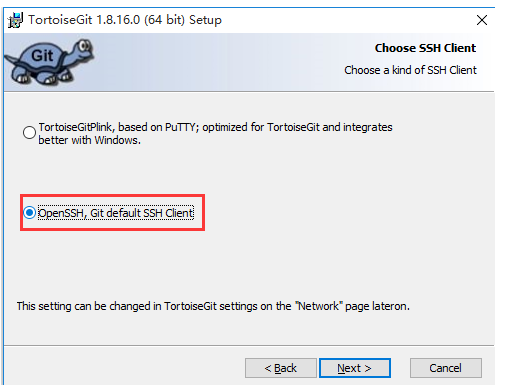 TortoiseGit 1.8.16.0 (64 bit) Setup
Git
Choose SSH Client
Choose a kind of SSH Client
TortoiseGitPlink, based on PuTTY; optimized for TortoiseGit and integrates
better with Windows.
OpenSSH, Git default SSH Client
This setting can be changed in TortoiseGit settings on the "Network" page lateron.
< Back
Next >
Cancel